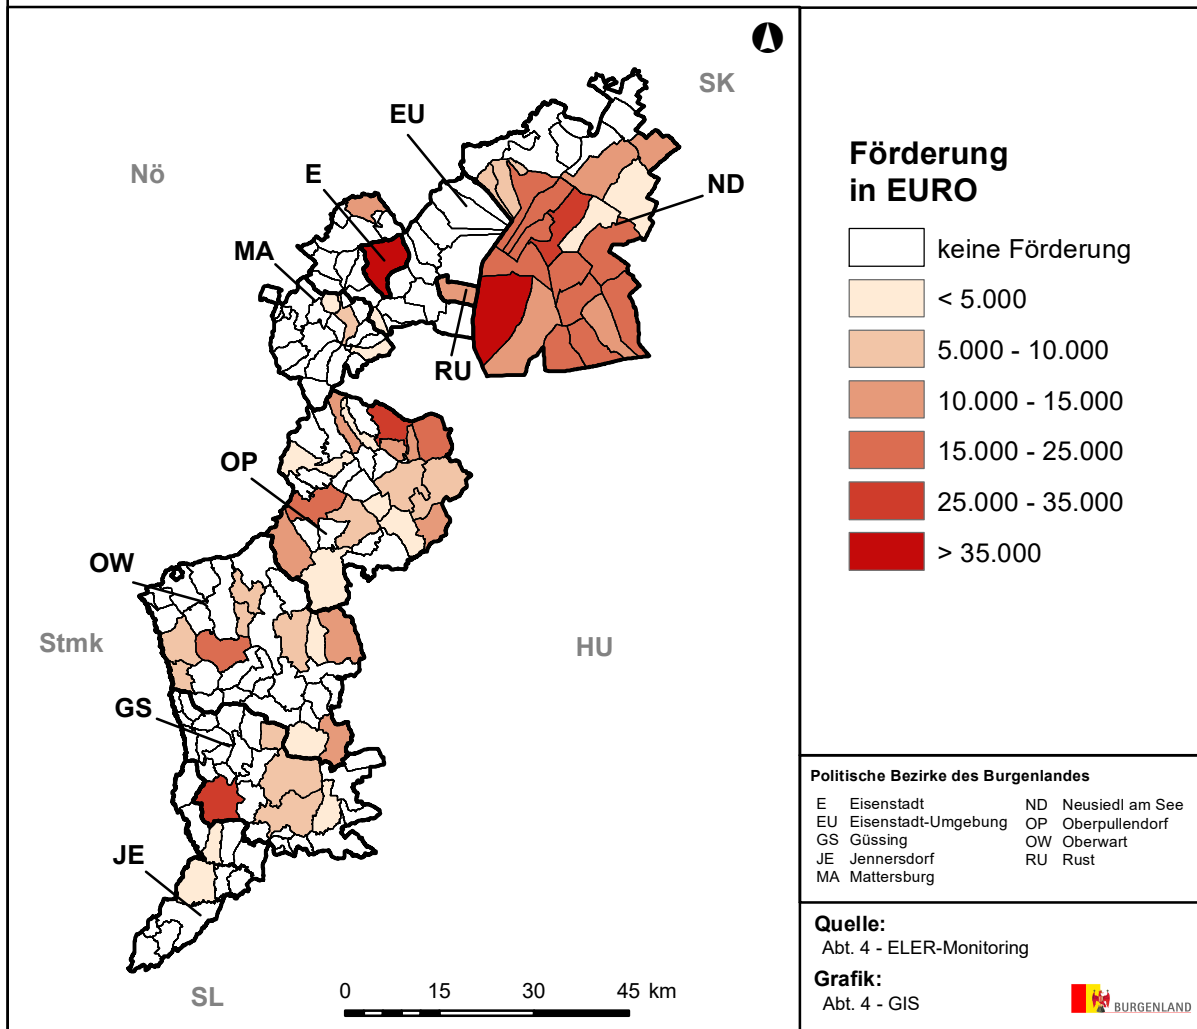 SK
EU
Nö
E
ND
MA
RU
OP
OW
Stmk
HU
GS
JE
SL
0 15 30 45 km
Förderung
in EURO
keine Förderung
< 5.000
5.000 - 10.000
10.000 - 15.000
15.000 - 25.000
25.000 - 35.000
> 35.000
Politische Bezirke des Burgenlandes
E Eisenstadt
EU Eisenstadt-Umgebung
GS Güssing
JE Jennersdorf
MA Mattersburg
ND Neusiedl am See
OP Oberpullendorf
OW Oberwart
RU Rust
Quelle:
Abt. 4 - ELER-Monitoring
Grafik:
Abt. 4 - GIS
BURGENLAND